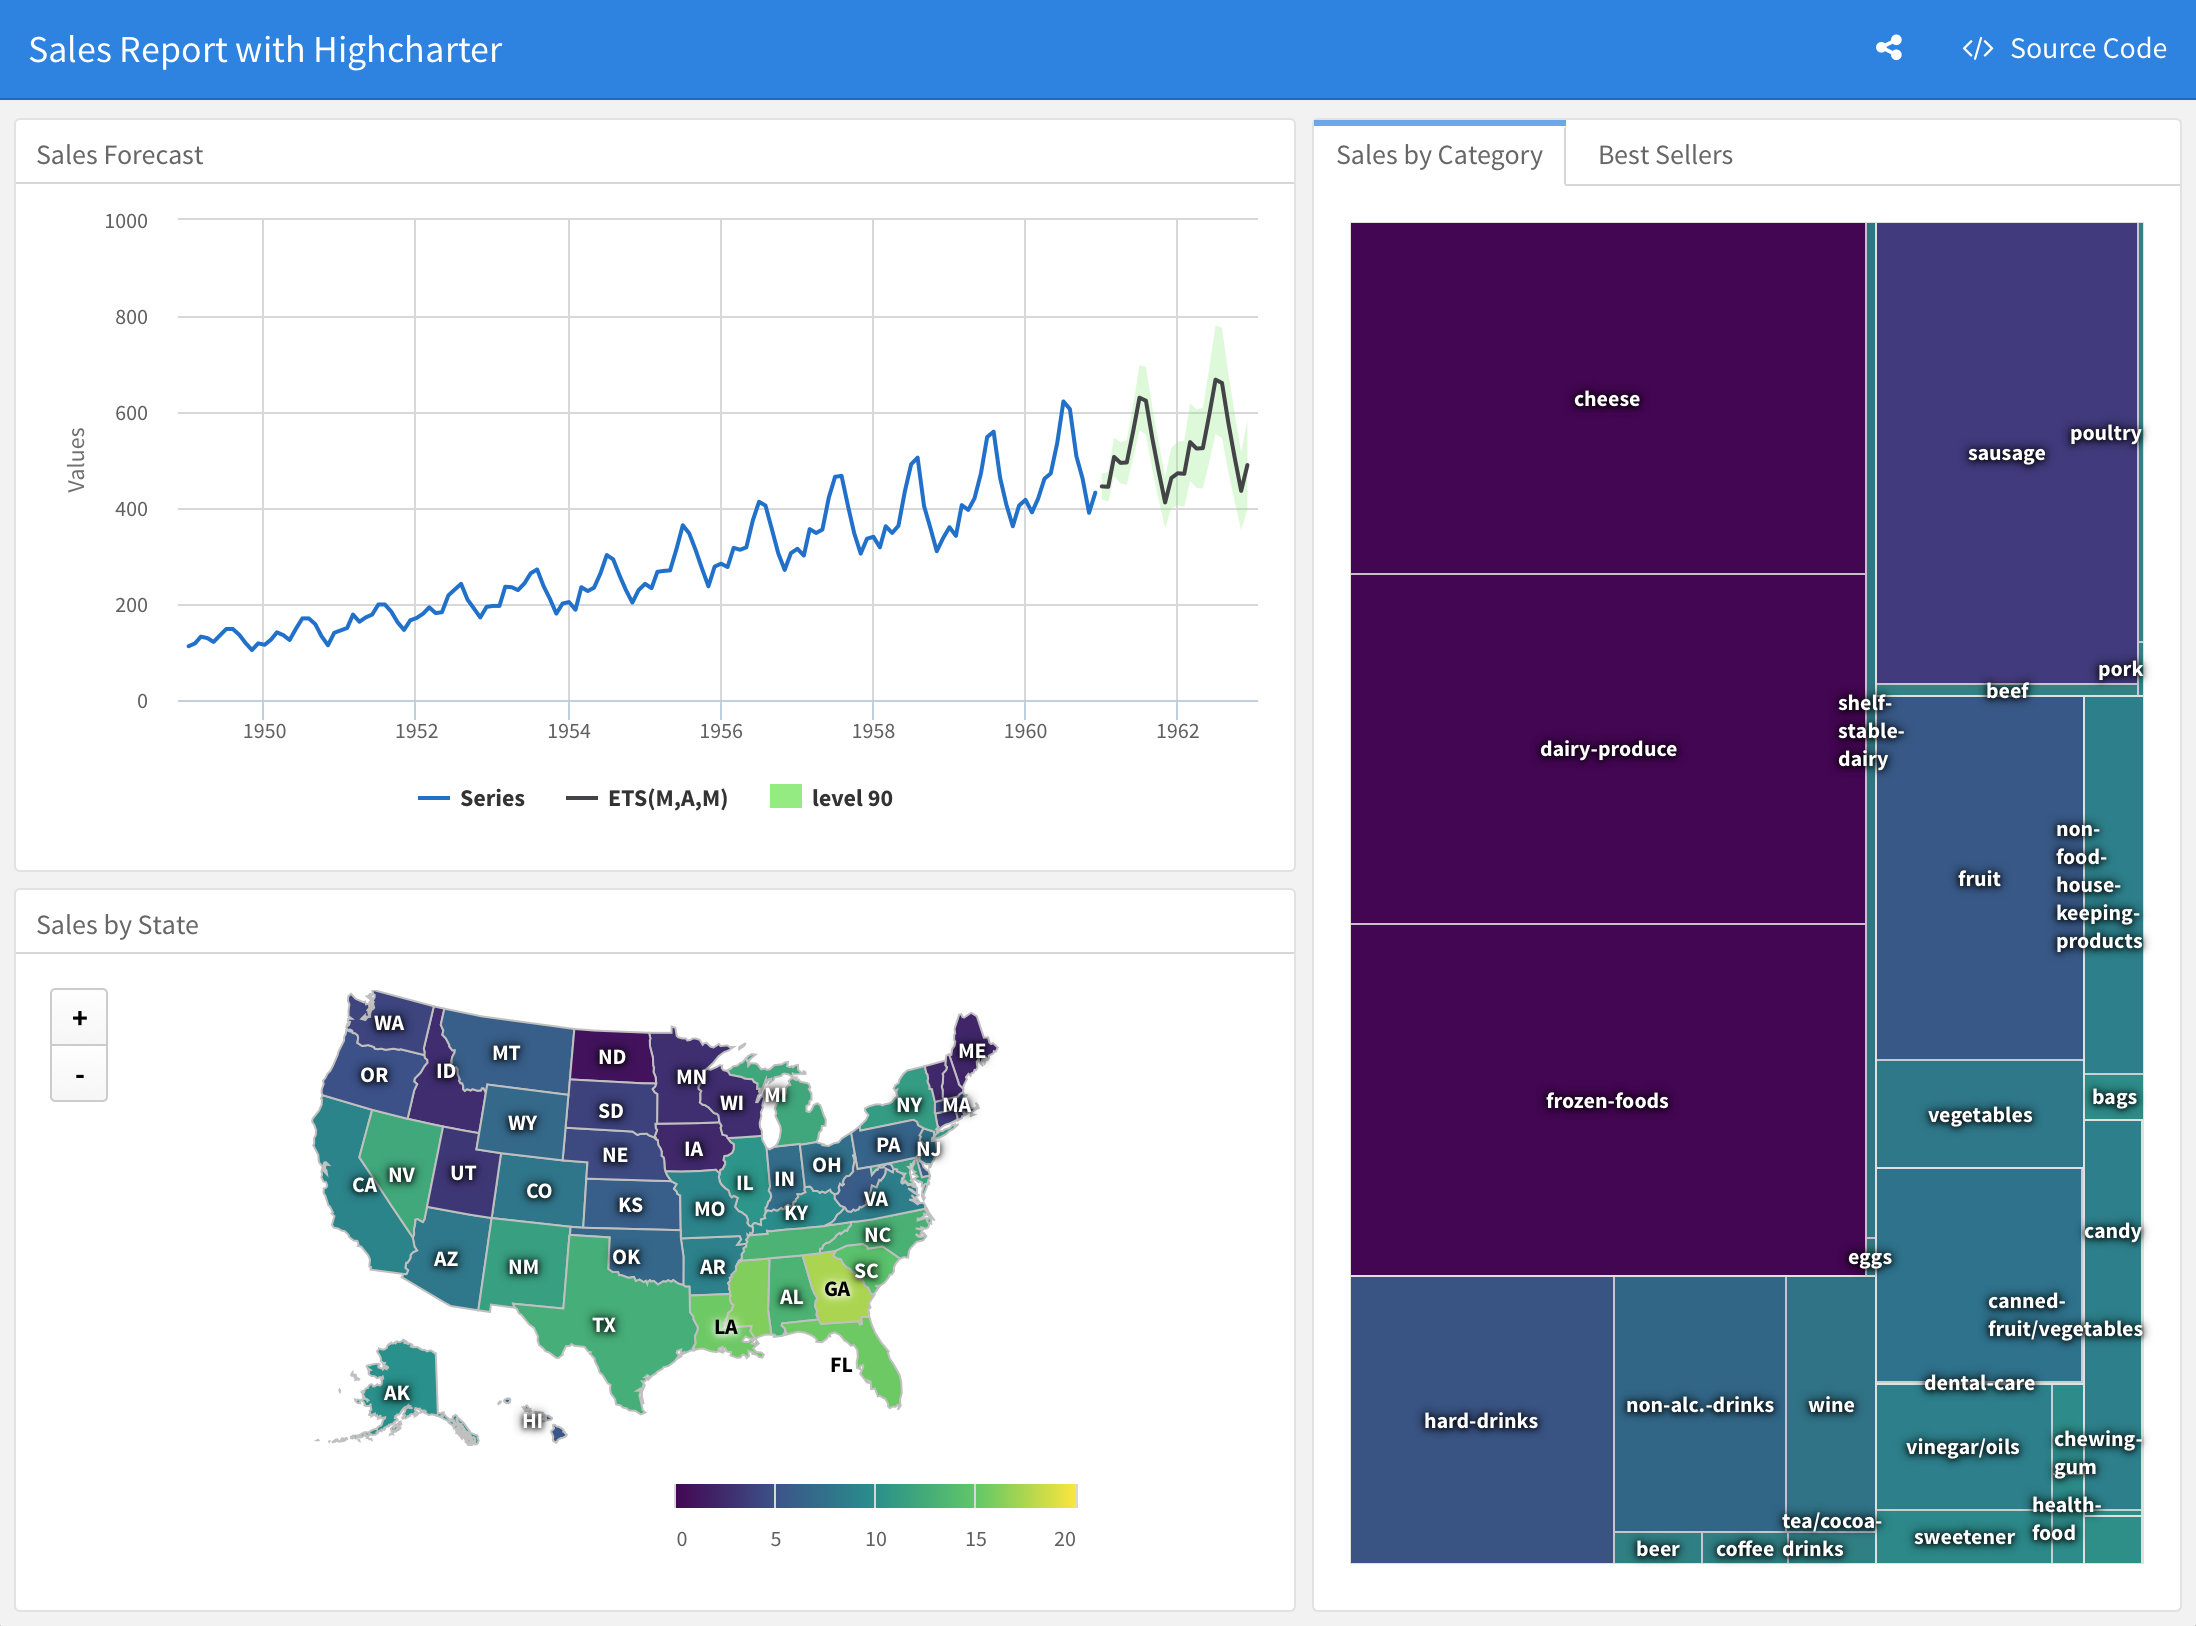 Sales Report with Highcharter
</> Source Code
Sales Forecast
1000
800
600
400
200
0
Values
1950 1952 1954 1956 1958 1960 1962
Series ETS(M,A,M) level 90
Sales by State
+
-
WA
MT
ND
ME
OR
ID
MN
MI
WI
NY
MA
SD
WY
IA
PA
NJ
NE
UT
NV
OH
CA
CO
IL
IN
KS
MO
VA
KY
NC
AZ
NM
OK
AR
SC
GA
AL
TX
LA
FL
AK
HI
0 5 10 15 20
Sales by Category
Best Sellers
cheese
sausage
poultry
pork
beef
shelf-
stable-
dairy
dairy-produce
non-
food-
house-
keeping-
products
fruit
frozen-foods
bags
vegetables
candy
eggs
canned-
fruit/vegetables
dental-care
hard-drinks
non-alc.-drinks
wine
vinegar/oils
chewing-
gum
health-
food
tea/cocoa-
drinks
beer
coffee
sweetener